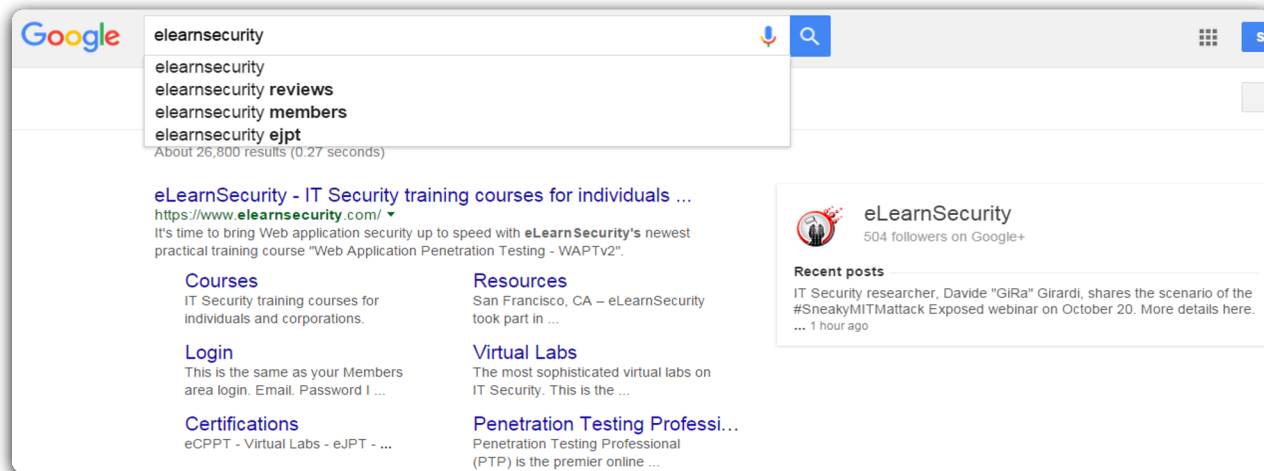 Google
elearnsecurity
elearnsecurity
elearnsecurity reviews
elearnsecurity members
elearnsecurity ejpt
About 26,800 results (0.27 seconds)
eLearnSecurity - IT Security training courses for individuals ...
https://www.elearnsecurity.com/
It's time to bring Web application security up to speed with eLearnSecurity's newest
practical training course "Web Application Penetration Testing - WAPTv2".
Courses
IT Security training courses for
individuals and corporations.
Resources
San Francisco, CA – eLearnSecurity
took part in ...
Login
This is the same as your Members
area login. Email. Password I ...
Virtual Labs
The most sophisticated virtual labs on
IT Security. This is the ...
Certifications
eCPPT - Virtual Labs - eJPT - ...
Penetration Testing Professi...
Penetration Testing Professional
(PTP) is the premier online ...
eLearnSecurity
504 followers on Google+
Recent posts
IT Security researcher, Davide "GiRa" Girardi, shares the scenario of the
#SneakyMITMattack Exposed webinar on October 20. More details here.
... 1 hour ago